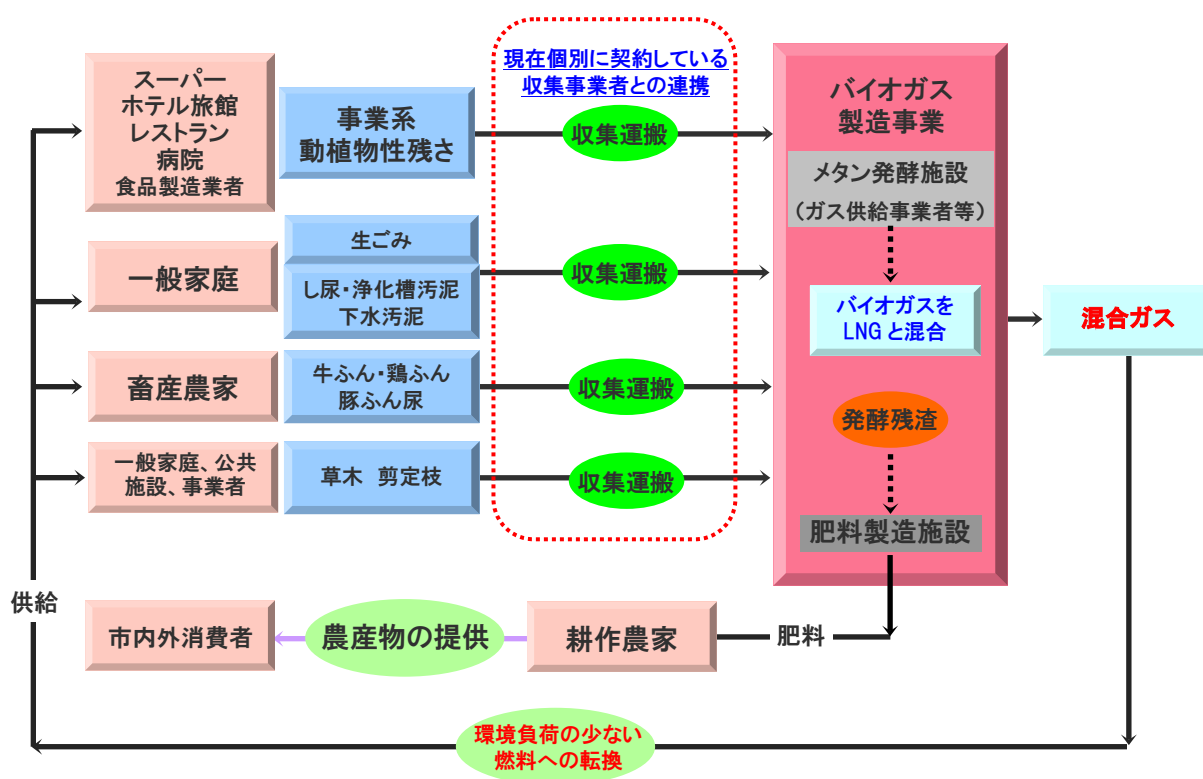 現在個別に契約している
収集事業者との連携
スーパー
ホテル旅館
レストラン
病院
食品製造業者
事業系
動植物性残さ
収集運搬
バイオガス
製造事業
メタン発酵施設
（ガス供給事業者等）
一般家庭
生ごみ
し尿・浄化槽汚泥
下水汚泥
収集運搬
バイオガスを
LNGと混合
混合ガス
畜産農家
牛ふん・鶏ふん
豚ふん尿
収集運搬
発酵残渣
一般家庭、公共
施設、事業者
草木　剪定枝
収集運搬
肥料製造施設
供給
市内外消費者
農産物の提供
耕作農家
肥料
環境負荷の少ない
燃料への転換